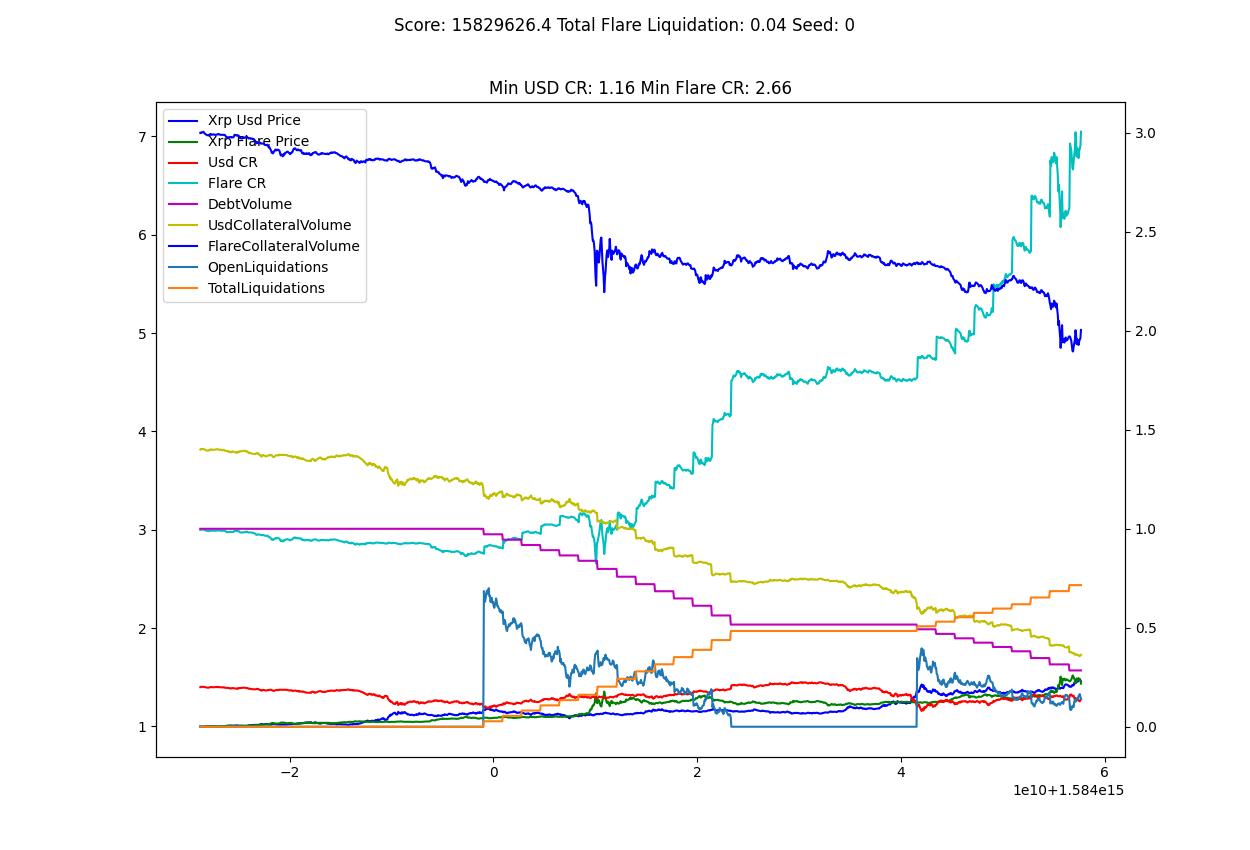 Score: 15829626.4 Total Flare Liquidation: 0.04 Seed: 0
Min USD CR: 1.16 Min Flare CR: 2.66
Xrp Usd Price
Xrp Flare Price
Usd CR
Flare CR
DebtVolume
UsdCollateralVolume
FlareCollateralVolume
OpenLiquidations
TotalLiquidations
7
6
5
4
3
2
1
3.0
2.5
2.0
1.5
1.0
0.5
0.0
−2
0
2
4
6
1e10+1.584e15